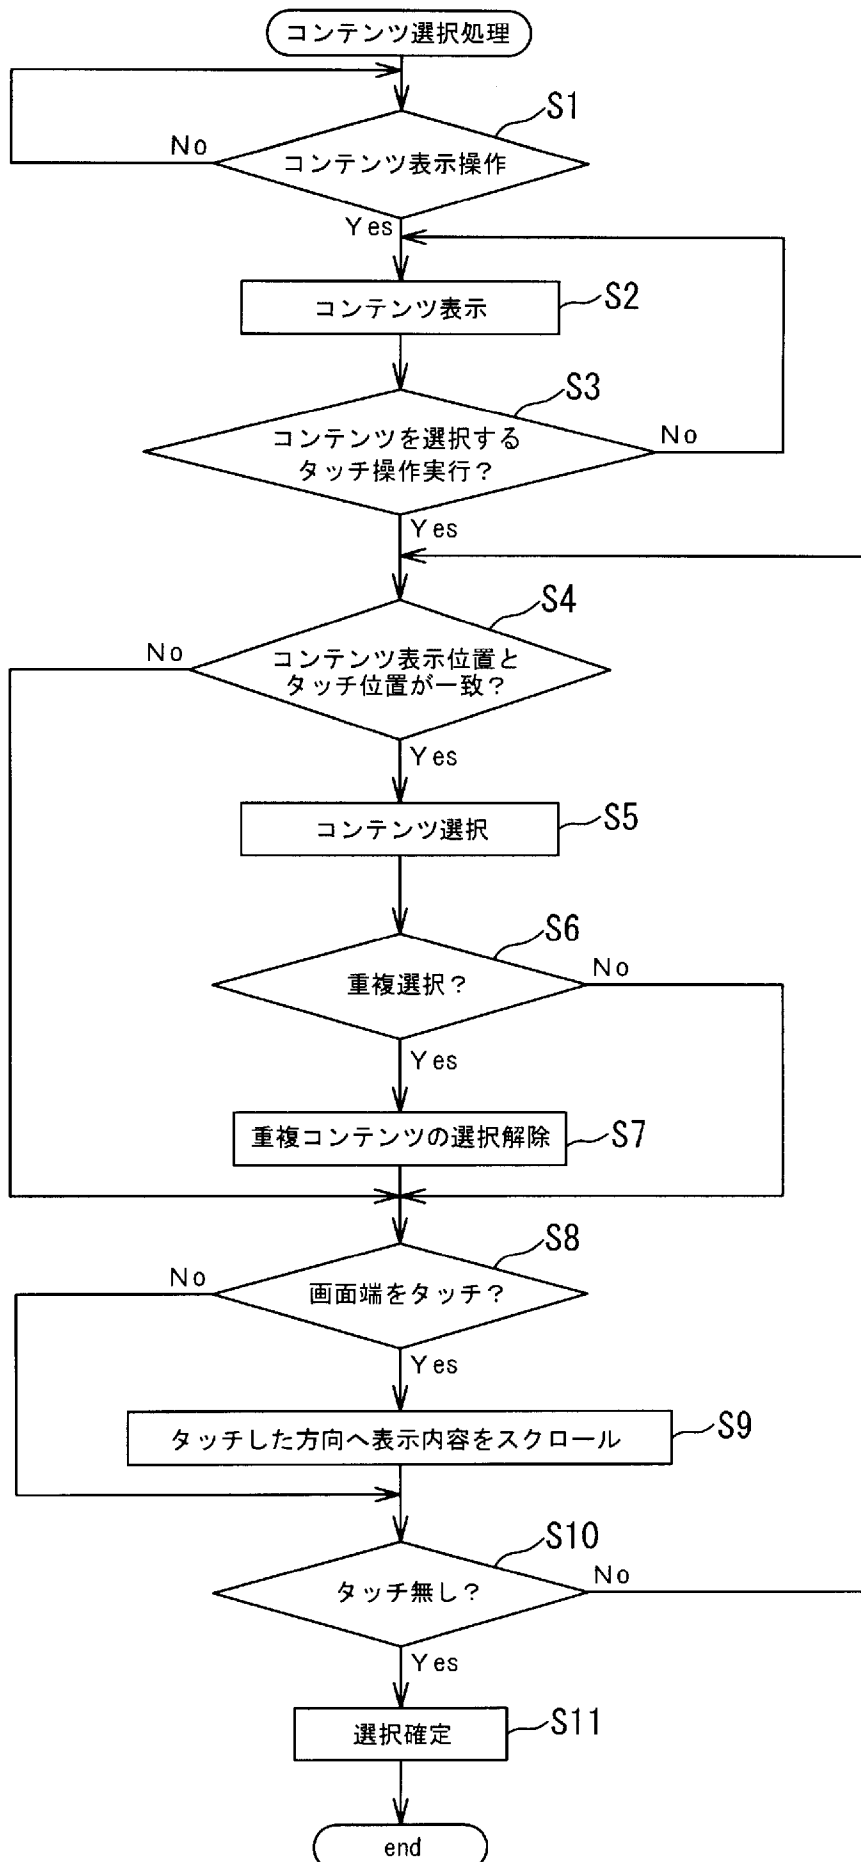 コンテンツ選択処理
S1
No
コンテンツ表示操作
Yes
コンテンツ表示
S2
S3
コンテンツを選択する
タッチ操作実行？
No
Yes
S4
No
コンテンツ表示位置と
タッチ位置が一致？
Yes
コンテンツ選択
S5
S6
重複選択？
No
Yes
重複コンテンツの選択解除
S7
S8
No
画面端をタッチ？
Yes
タッチした方向へ表示内容をスクロール
S9
S10
タッチ無し？
No
Yes
選択確定
S11
end